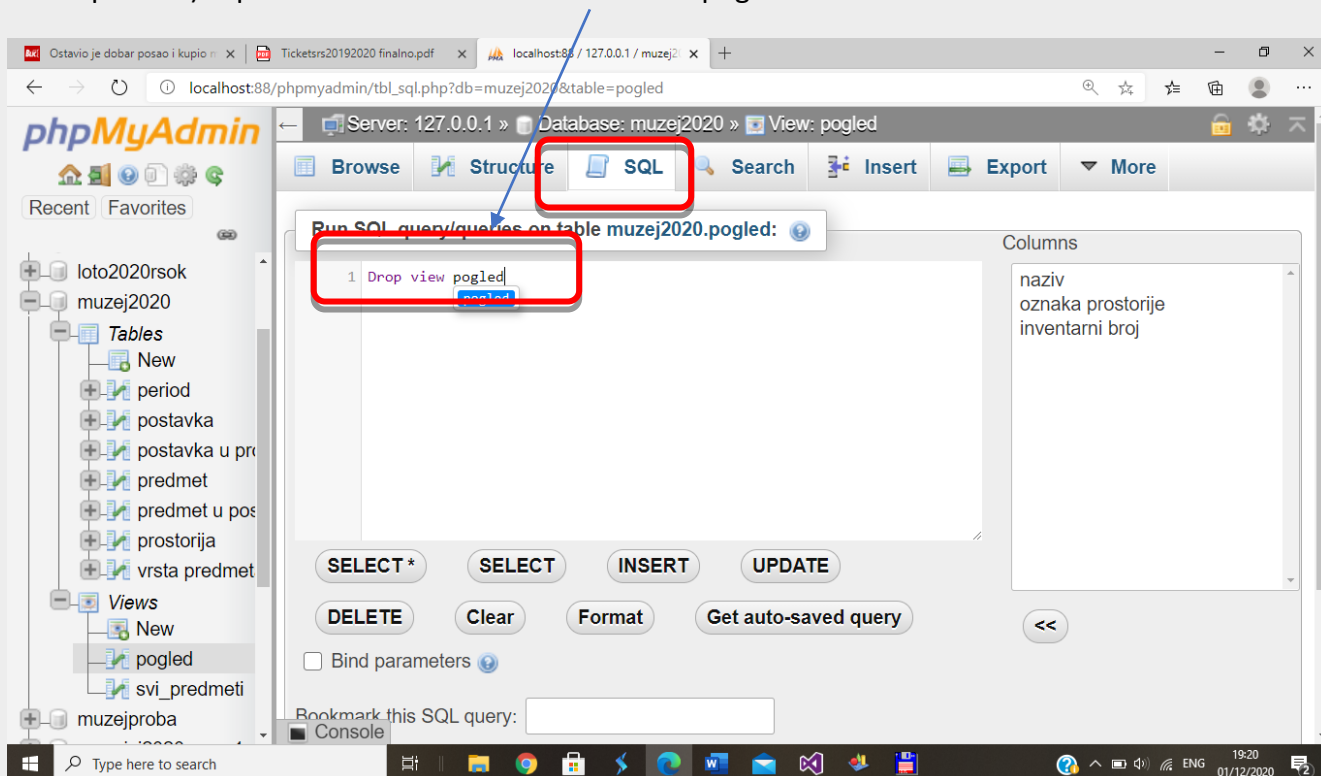 Ostavio je dobar posao i kupio
Ticketsrs20192020 finalno.pdf
localhost:88 / 127.0.0.1 / muzej2
localhost:88/phpmyadmin/tbl_sql.php?db=muzej2020&table=pogled
phpMyAdmin
Server: 127.0.0.1 » Database: muzej2020 » View: pogled
Browse Structure SQL Search Insert Export More
Recent Favorites
Run SQL query/queries on table muzej2020.pogled:
Columns
1 Drop view pogled
pogled
naziv
oznaka prostorije
inventarni broj
loto2020rsok
muzej2020
Tables
New
period
postavka
postavka u pro
predmet
predmet u pos
prostorija
vrsta predmet
Views
New
pogled
svi_predmeti
muzejproba
SELECT * SELECT INSERT UPDATE
DELETE Clear Format Get auto-saved query
<<
Bind parameters
Bookmark this SQL query:
Console
Type here to search
ENG
19:20
01/12/2020
2